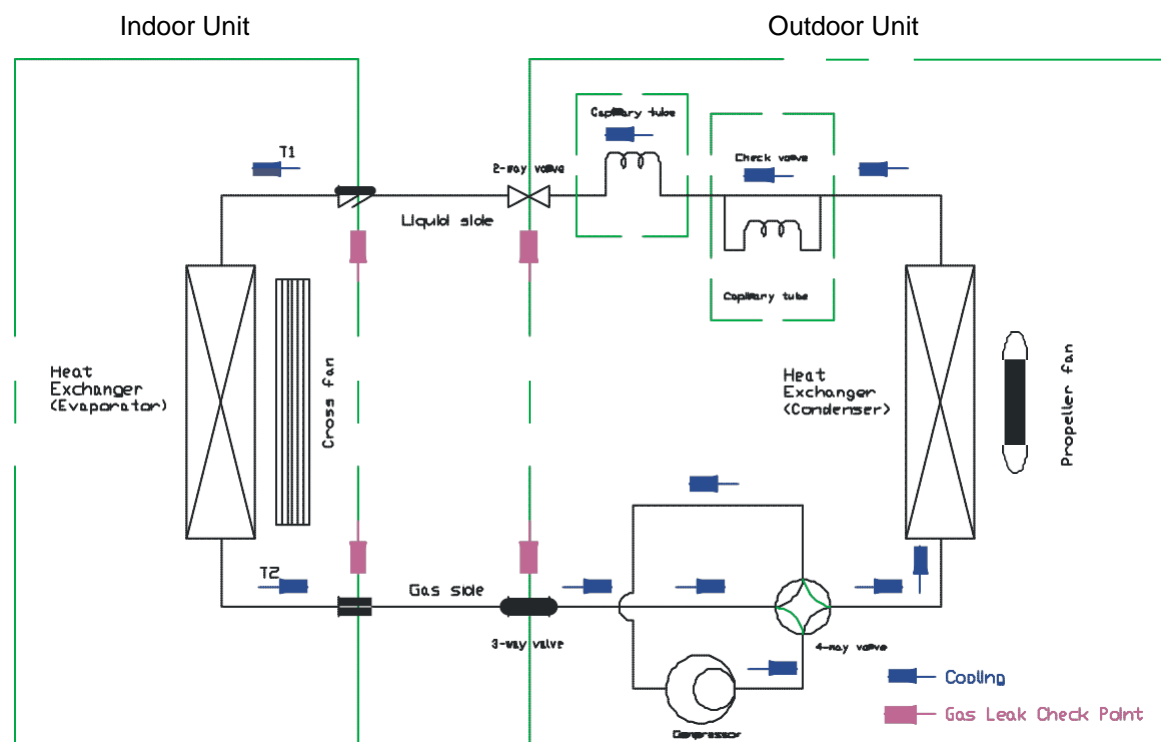 Indoor Unit
Outdoor Unit
Capillary tube
T1
2-way valve
Check valve
Liquid side
Capillary tube
Heat
Exchanger
(Evaporator)
Cross fan
Heat
Exchanger
(Condenser)
Propeller fan
T2
Gas side
3-way valve
4-way valve
Cooling
Gas Leak Check Point
Compressor